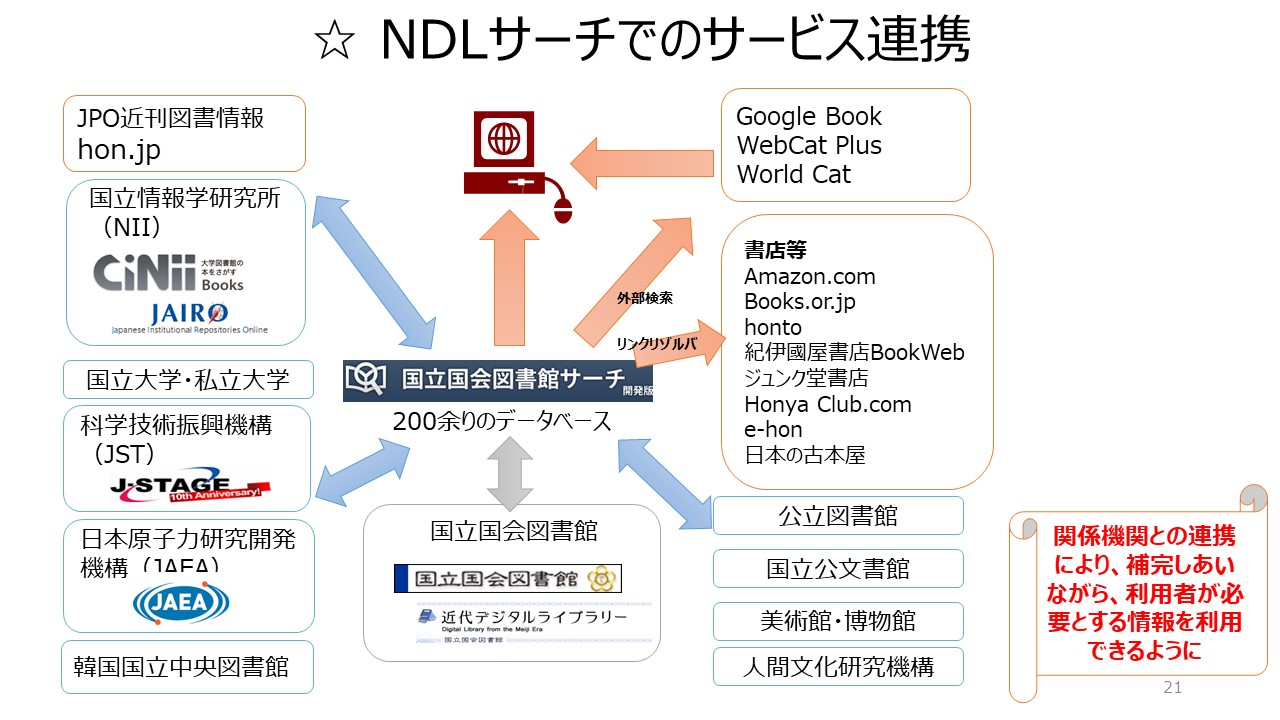 ☆ NDLサーチでのサービス連携
JPO近刊図書情報
hon.jp
国立情報学研究所
（NII）
CiNii 大学図書館の
本をさがす
Books
JAIRO
Japanese Institutional Repositories Online
国立大学・私立大学
科学技術振興機構
（JST）
J-STAGE
10th Anniversary!
日本原子力研究開発
機構（JAEA）
JAEA
韓国国立中央図書館
外部検索
リンクリゾルバ
国立国会図書館サーチ 開発版
200余りのデータベース
国立国会図書館
国立国会図書館
近代デジタルライブラリー
Digital Library from the Meiji Era
国立国会図書館
Google Book
WebCat Plus
World Cat
書店等
Amazon.com
Books.or.jp
honto
紀伊國屋書店BookWeb
ジュンク堂書店
Honya Club.com
e-hon
日本の古本屋
公立図書館
国立公文書館
美術館・博物館
人間文化研究機構
関係機関との連携
により、補完しあい
ながら、利用者が必
要とする情報を利用
できるように
21